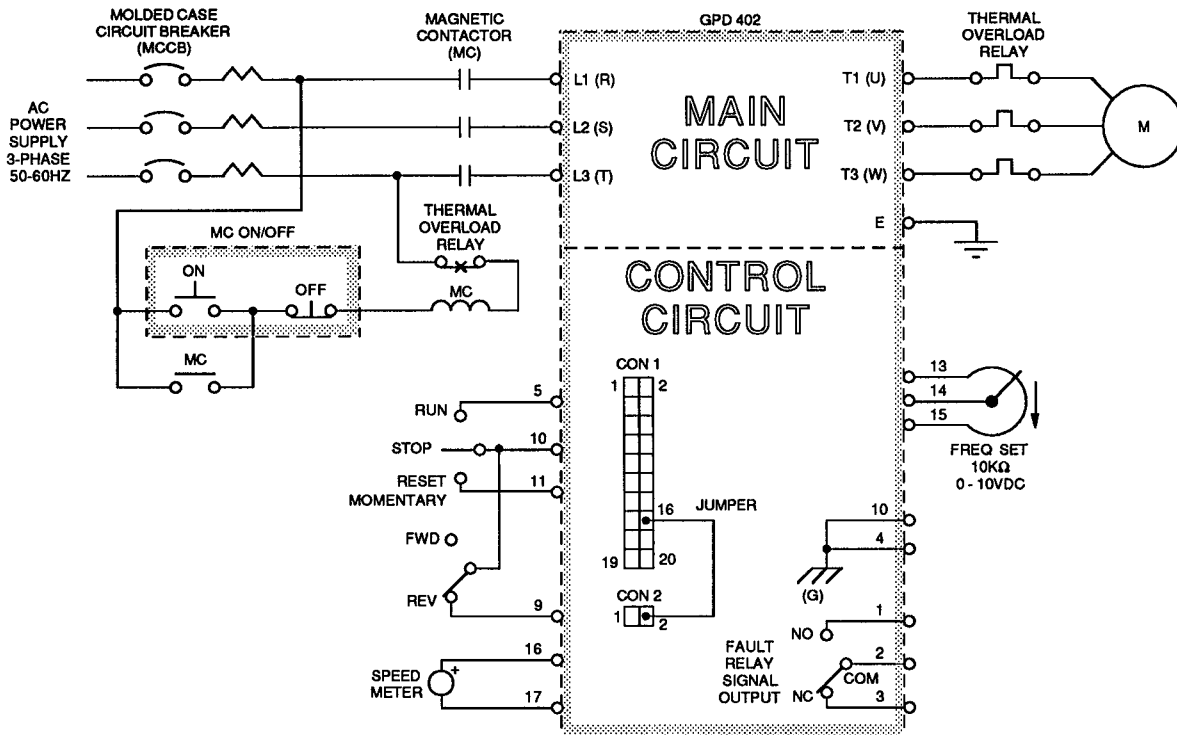 MOLDED CASE
CIRCUIT BREAKER
(MCCB)
MAGNETIC
CONTACTOR
(MC)
GPD 402
THERMAL
OVERLOAD
RELAY
AC
POWER
SUPPLY
3-PHASE
50-60HZ
L1 (R)
L2 (S)
L3 (T)
MAIN
CIRCUIT
T1 (U)
T2 (V)
T3 (W)
E
M
MC ON/OFF
ON
OFF
MC
THERMAL
OVERLOAD
RELAY
MC
CONTROL
CIRCUIT
CON 1
1
2
16
JUMPER
19
20
CON 2
1
2
RUN
5
STOP
10
RESET
MOMENTARY
11
FWD
REV
9
SPEED
METER
+
16
17
13
14
15
FREQ SET
10KΩ
0 - 10VDC
10
4
(G)
FAULT
RELAY
SIGNAL
OUTPUT
NO
1
2
COM
NC
3